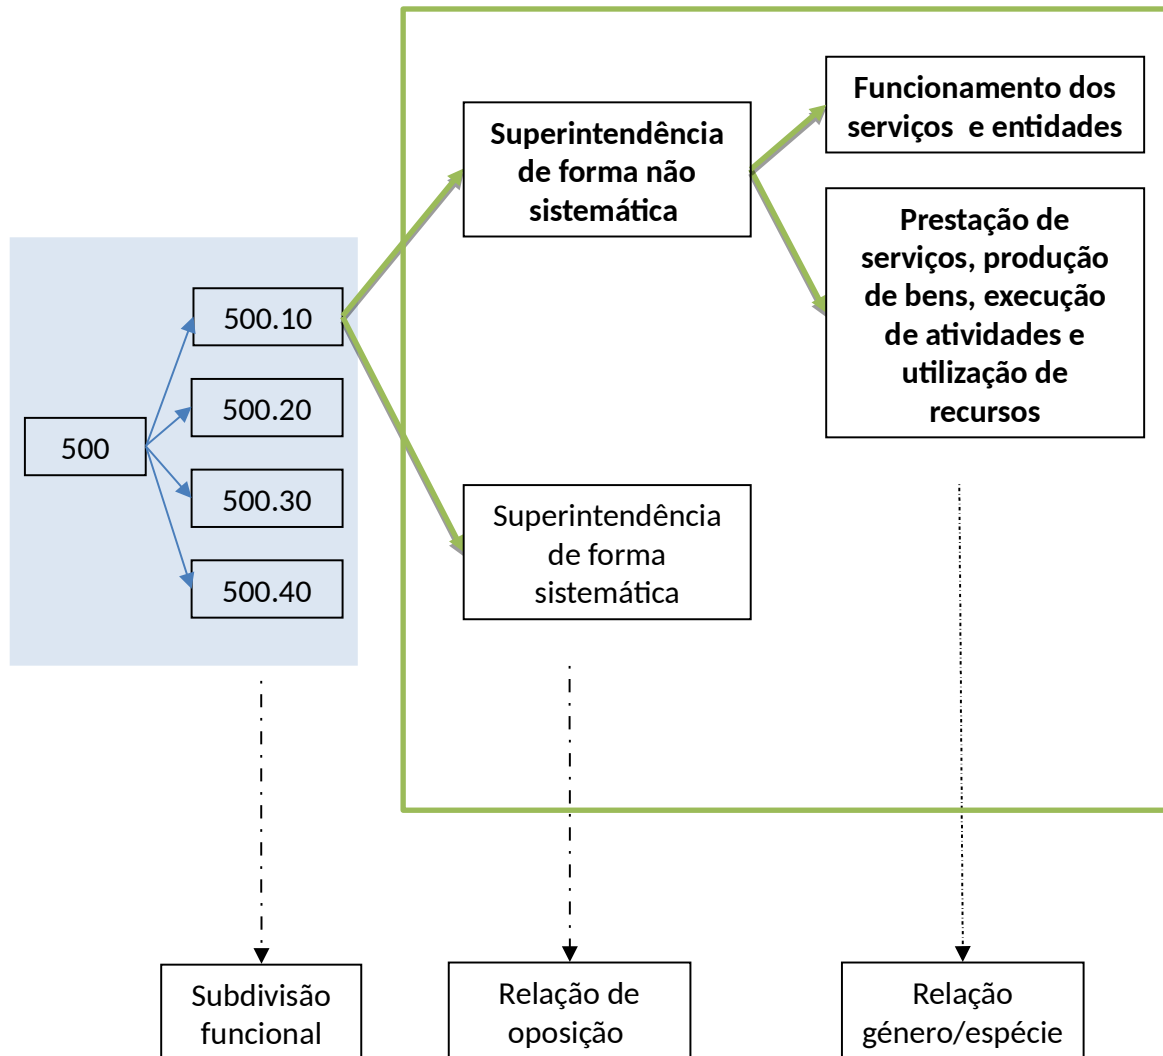 Funcionamento dos
serviços e entidades
Superintendência
de forma não
sistemática
Prestação de
serviços, produção
de bens, execução
de atividades e
utilização de
recursos
500.10
500.20
500
500.30
500.40
Superintendência
de forma
sistemática
Subdivisão
funcional
Relação de
oposição
Relação
género/espécie